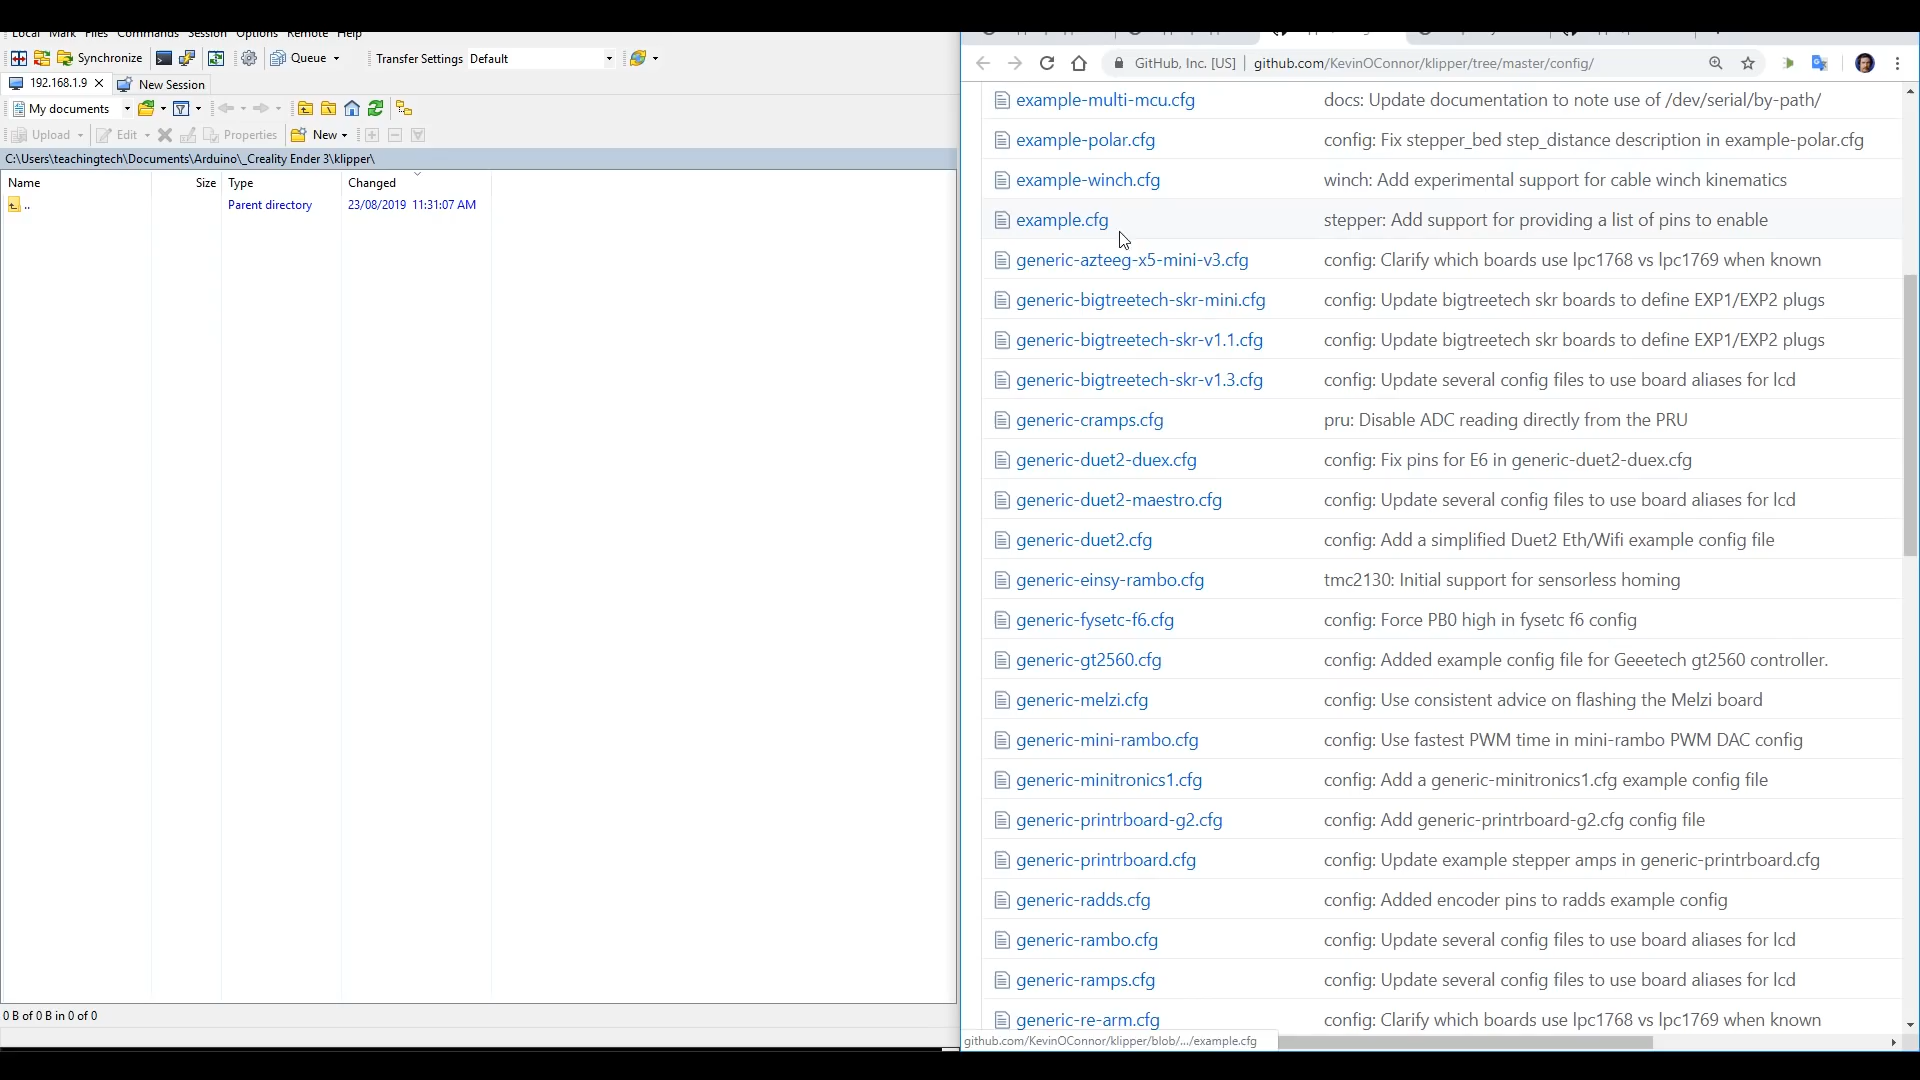 Local Mark Files Commands Session Options Remote Help
Synchronize Queue Transfer Settings Default
192.168.1.9 New Session
My documents
Upload Edit Properties New
C:\Users\teachingtech\Documents\Arduino\_Creality Ender 3\klipper\
Name Size Type Changed
.. Parent directory 23/08/2019 11:31:07 AM
0 B of 0 B in 0 of 0
GitHub, Inc. [US] github.com/KevinOConnor/klipper/tree/master/config/
example-multi-mcu.cfg docs: Update documentation to note use of /dev/serial/by-path/
example-polar.cfg config: Fix stepper_bed step_distance description in example-polar.cfg
example-winch.cfg winch: Add experimental support for cable winch kinematics
example.cfg stepper: Add support for providing a list of pins to enable
generic-azteeg-x5-mini-v3.cfg config: Clarify which boards use lpc1768 vs lpc1769 when known
generic-bigtreetech-skr-mini.cfg config: Update bigtreetech skr boards to define EXP1/EXP2 plugs
generic-bigtreetech-skr-v1.1.cfg config: Update bigtreetech skr boards to define EXP1/EXP2 plugs
generic-bigtreetech-skr-v1.3.cfg config: Update several config files to use board aliases for lcd
generic-cramps.cfg pru: Disable ADC reading directly from the PRU
generic-duet2-duex.cfg config: Fix pins for E6 in generic-duet2-duex.cfg
generic-duet2-maestro.cfg config: Update several config files to use board aliases for lcd
generic-duet2.cfg config: Add a simplified Duet2 Eth/Wifi example config file
generic-einsy-rambo.cfg tmc2130: Initial support for sensorless homing
generic-fysetc-f6.cfg config: Force PB0 high in fysetc f6 config
generic-gt2560.cfg config: Added example config file for Geeetech gt2560 controller.
generic-melzi.cfg config: Use consistent advice on flashing the Melzi board
generic-mini-rambo.cfg config: Use fastest PWM time in mini-rambo PWM DAC config
generic-minitronics1.cfg config: Add a generic-minitronics1.cfg example config file
generic-printrboard-g2.cfg config: Add generic-printrboard-g2.cfg config file
generic-printrboard.cfg config: Update example stepper amps in generic-printrboard.cfg
generic-radds.cfg config: Added encoder pins to radds example config
generic-rambo.cfg config: Update several config files to use board aliases for lcd
generic-ramps.cfg config: Update several config files to use board aliases for lcd
generic-re-arm.cfg config: Clarify which boards use lpc1768 vs lpc1769 when known
github.com/KevinOConnor/klipper/blob/.../example.cfg